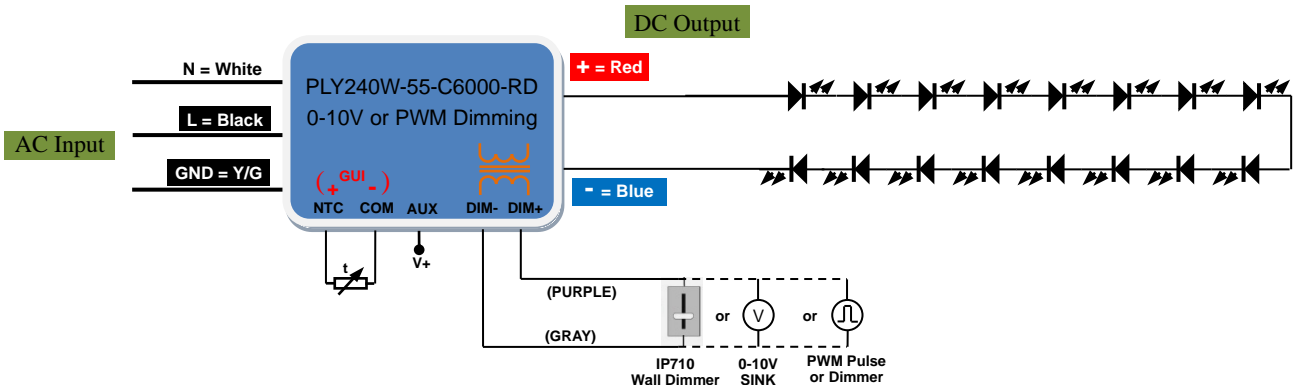 DC Output
N = White
+ = Red
PLY240W-55-C6000-RD
0-10V or PWM Dimming
L = Black
AC Input
GND = Y/G
(+ GUI -)
- = Blue
NTC COM AUX DIM- DIM+
t
V+
(PURPLE)
or V or
(GRAY)
IP710
Wall Dimmer
0-10V
SINK
PWM Pulse
or Dimmer